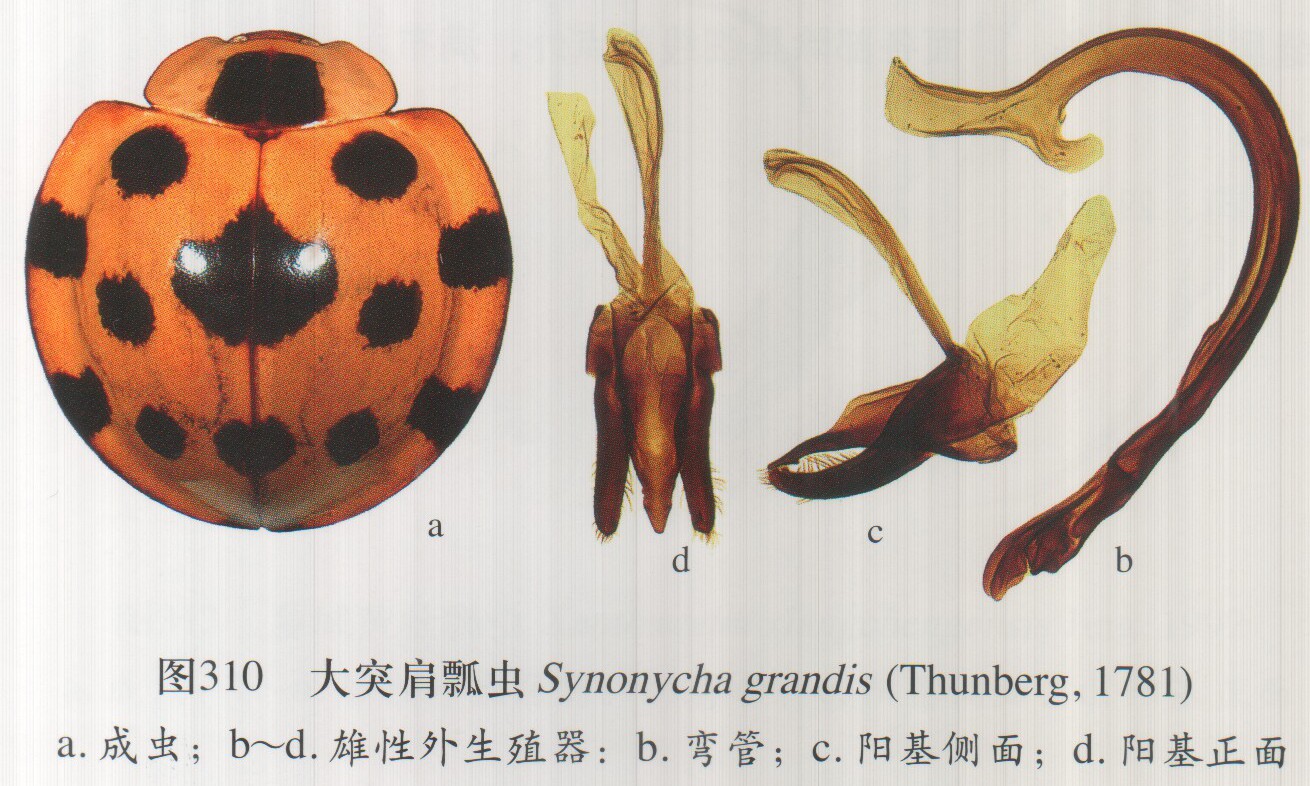 a
d
c
b
图310 大突肩瓢虫 Synonycha grandis (Thunberg, 1781)
a. 成虫；b~d. 雄性外生殖器：b. 弯管；c. 阳基侧面；d. 阳基正面